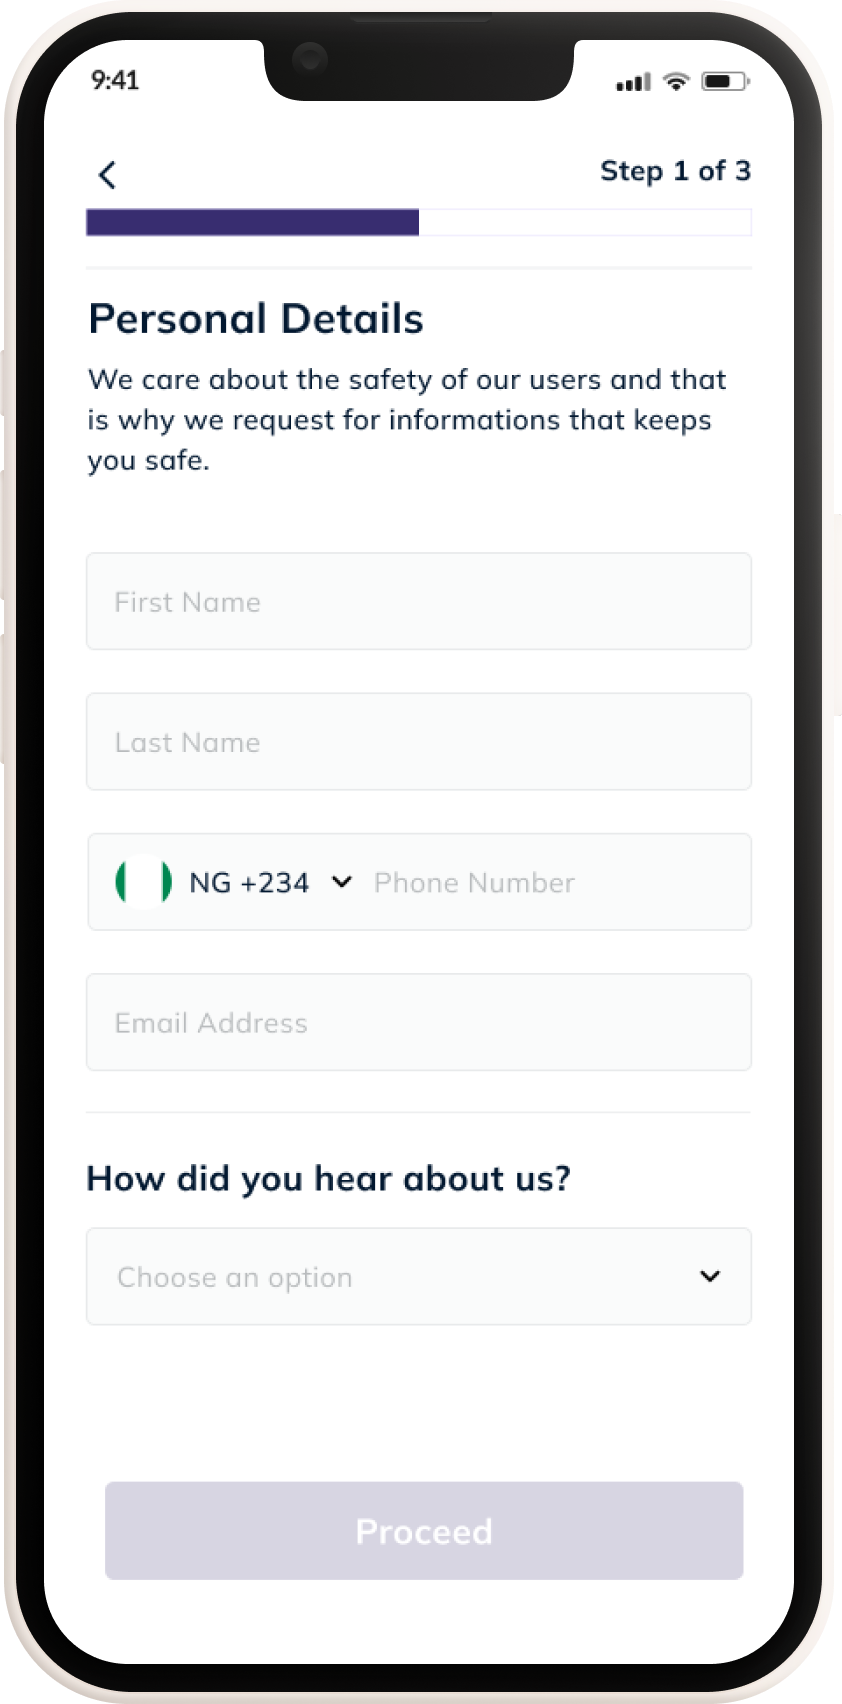 9:41
Step 1 of 3
Personal Details
We care about the safety of our users and that
is why we request for informations that keeps
you safe.
First Name
Last Name
NG +234 Phone Number
Email Address
How did you hear about us?
Choose an option
Proceed